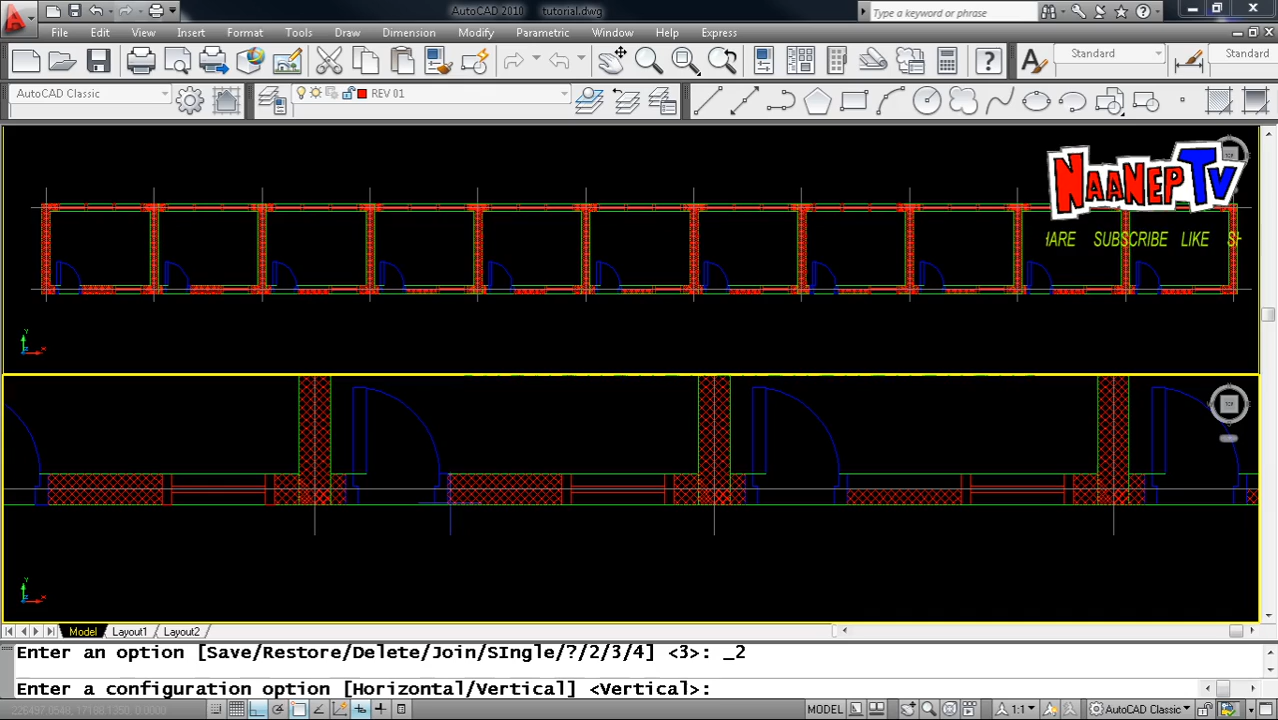 AutoCAD 2010 tutorial.dwg
Type a keyword or phrase
File Edit View Insert Format Tools Draw Dimension Modify Parametric Window Help Express
Standard
Standard
AutoCAD Classic
REV 01
NAANEP TV
SUBSCRIBE LIKE
TOP
Y
X
TOP
Y
X
Model Layout1 Layout2
Enter an option [Save/Restore/Delete/Join/SIngle/?/2/3/4] <3>: _2
Enter a configuration option [Horizontal/Vertical] <Vertical>:
MODEL
1:1
AutoCAD Classic